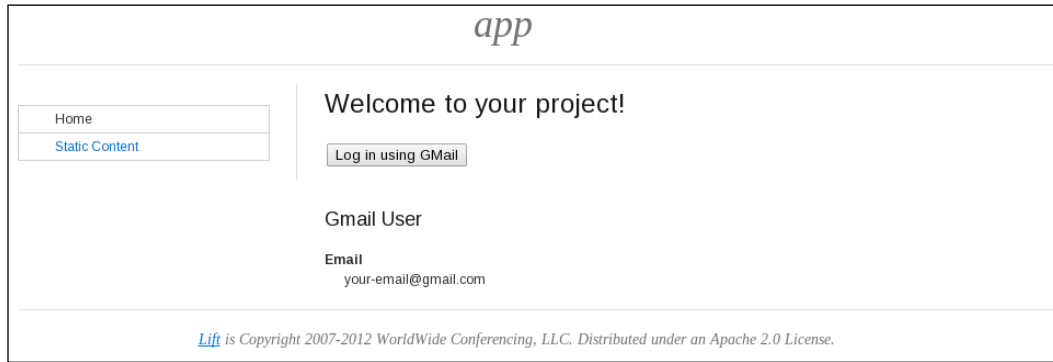 app
Home
Static Content
Welcome to your project!
Log in using GMail
Gmail User
Email
your-email@gmail.com
Lift is Copyright 2007-2012 WorldWide Conferencing, LLC. Distributed under an Apache 2.0 License.